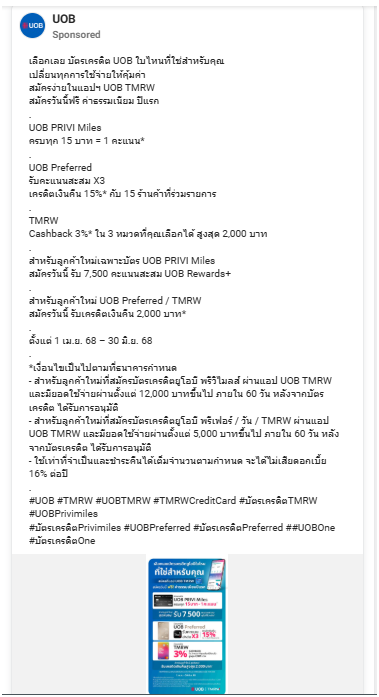 UOB
UOB
Sponsored
เลือกเลย บัตรเครดิต UOB ใบไหนที่ใช่สำหรับคุณ
เปลี่ยนทุกการใช้จ่ายให้คุ้มค่า
สมัครง่ายในแอปฯ UOB TMRW
สมัครวันนี้ฟรี ค่าธรรมเนียม ปีแรก
.
UOB PRIVI Miles
ครบทุก 15 บาท = 1 คะแนน*
.
UOB Preferred
รับคะแนนสะสม X3
เครดิตเงินคืน 15%* กับ 15 ร้านค้าที่ร่วมรายการ
.
TMRW
Cashback 3%* ใน 3 หมวดที่คุณเลือกได้ สูงสุด 2,000 บาท
.
สำหรับลูกค้าใหม่เฉพาะบัตร UOB PRIVI Miles
สมัครวันนี้ รับ 7,500 คะแนนสะสม UOB Rewards+
.
สำหรับลูกค้าใหม่ UOB Preferred / TMRW
สมัครวันนี้ รับเครดิตเงินคืน 2,000 บาท*
.
ตั้งแต่ 1 เม.ย. 68 – 30 มิ.ย. 68
.
*เงื่อนไขเป็นไปตามที่ธนาคารกำหนด
- สำหรับลูกค้าใหม่ที่สมัครบัตรเครดิตยูโอบี พรีวิไมลส์ ผ่านแอป UOB TMRW
และมียอดใช้จ่ายผ่านตั้งแต่ 12,000 บาทขึ้นไป ภายใน 60 วัน หลังจากบัตร
เครดิต ได้รับการอนุมัติ
- สำหรับลูกค้าใหม่ที่สมัครบัตรเครดิตยูโอบี พรีเฟอร์ / วัน / TMRW ผ่านแอป
UOB TMRW และมียอดใช้จ่ายผ่านตั้งแต่ 5,000 บาทขึ้นไป ภายใน 60 วัน หลัง
จากบัตรเครดิต ได้รับการอนุมัติ
- ใช้เท่าที่จำเป็นและชำระคืนได้เต็มจำนวนตามกำหนด จะได้ไม่เสียดอกเบี้ย
16% ต่อปี
.
#UOB #TMRW #UOBTMRW #TMRWCreditCard #บัตรเครดิตTMRW
#UOBPrivimiles
#บัตรเครดิตPrivimiles #UOBPreferred #บัตรเครดิตPreferred ##UOBOne
#บัตรเครดิตOne
ที่ใช่สำหรับคุณ
UOB PRIVI Miles
รับ 7,500
UOB Preferred
X3 15%
TMRW
3%
UOB TMRW